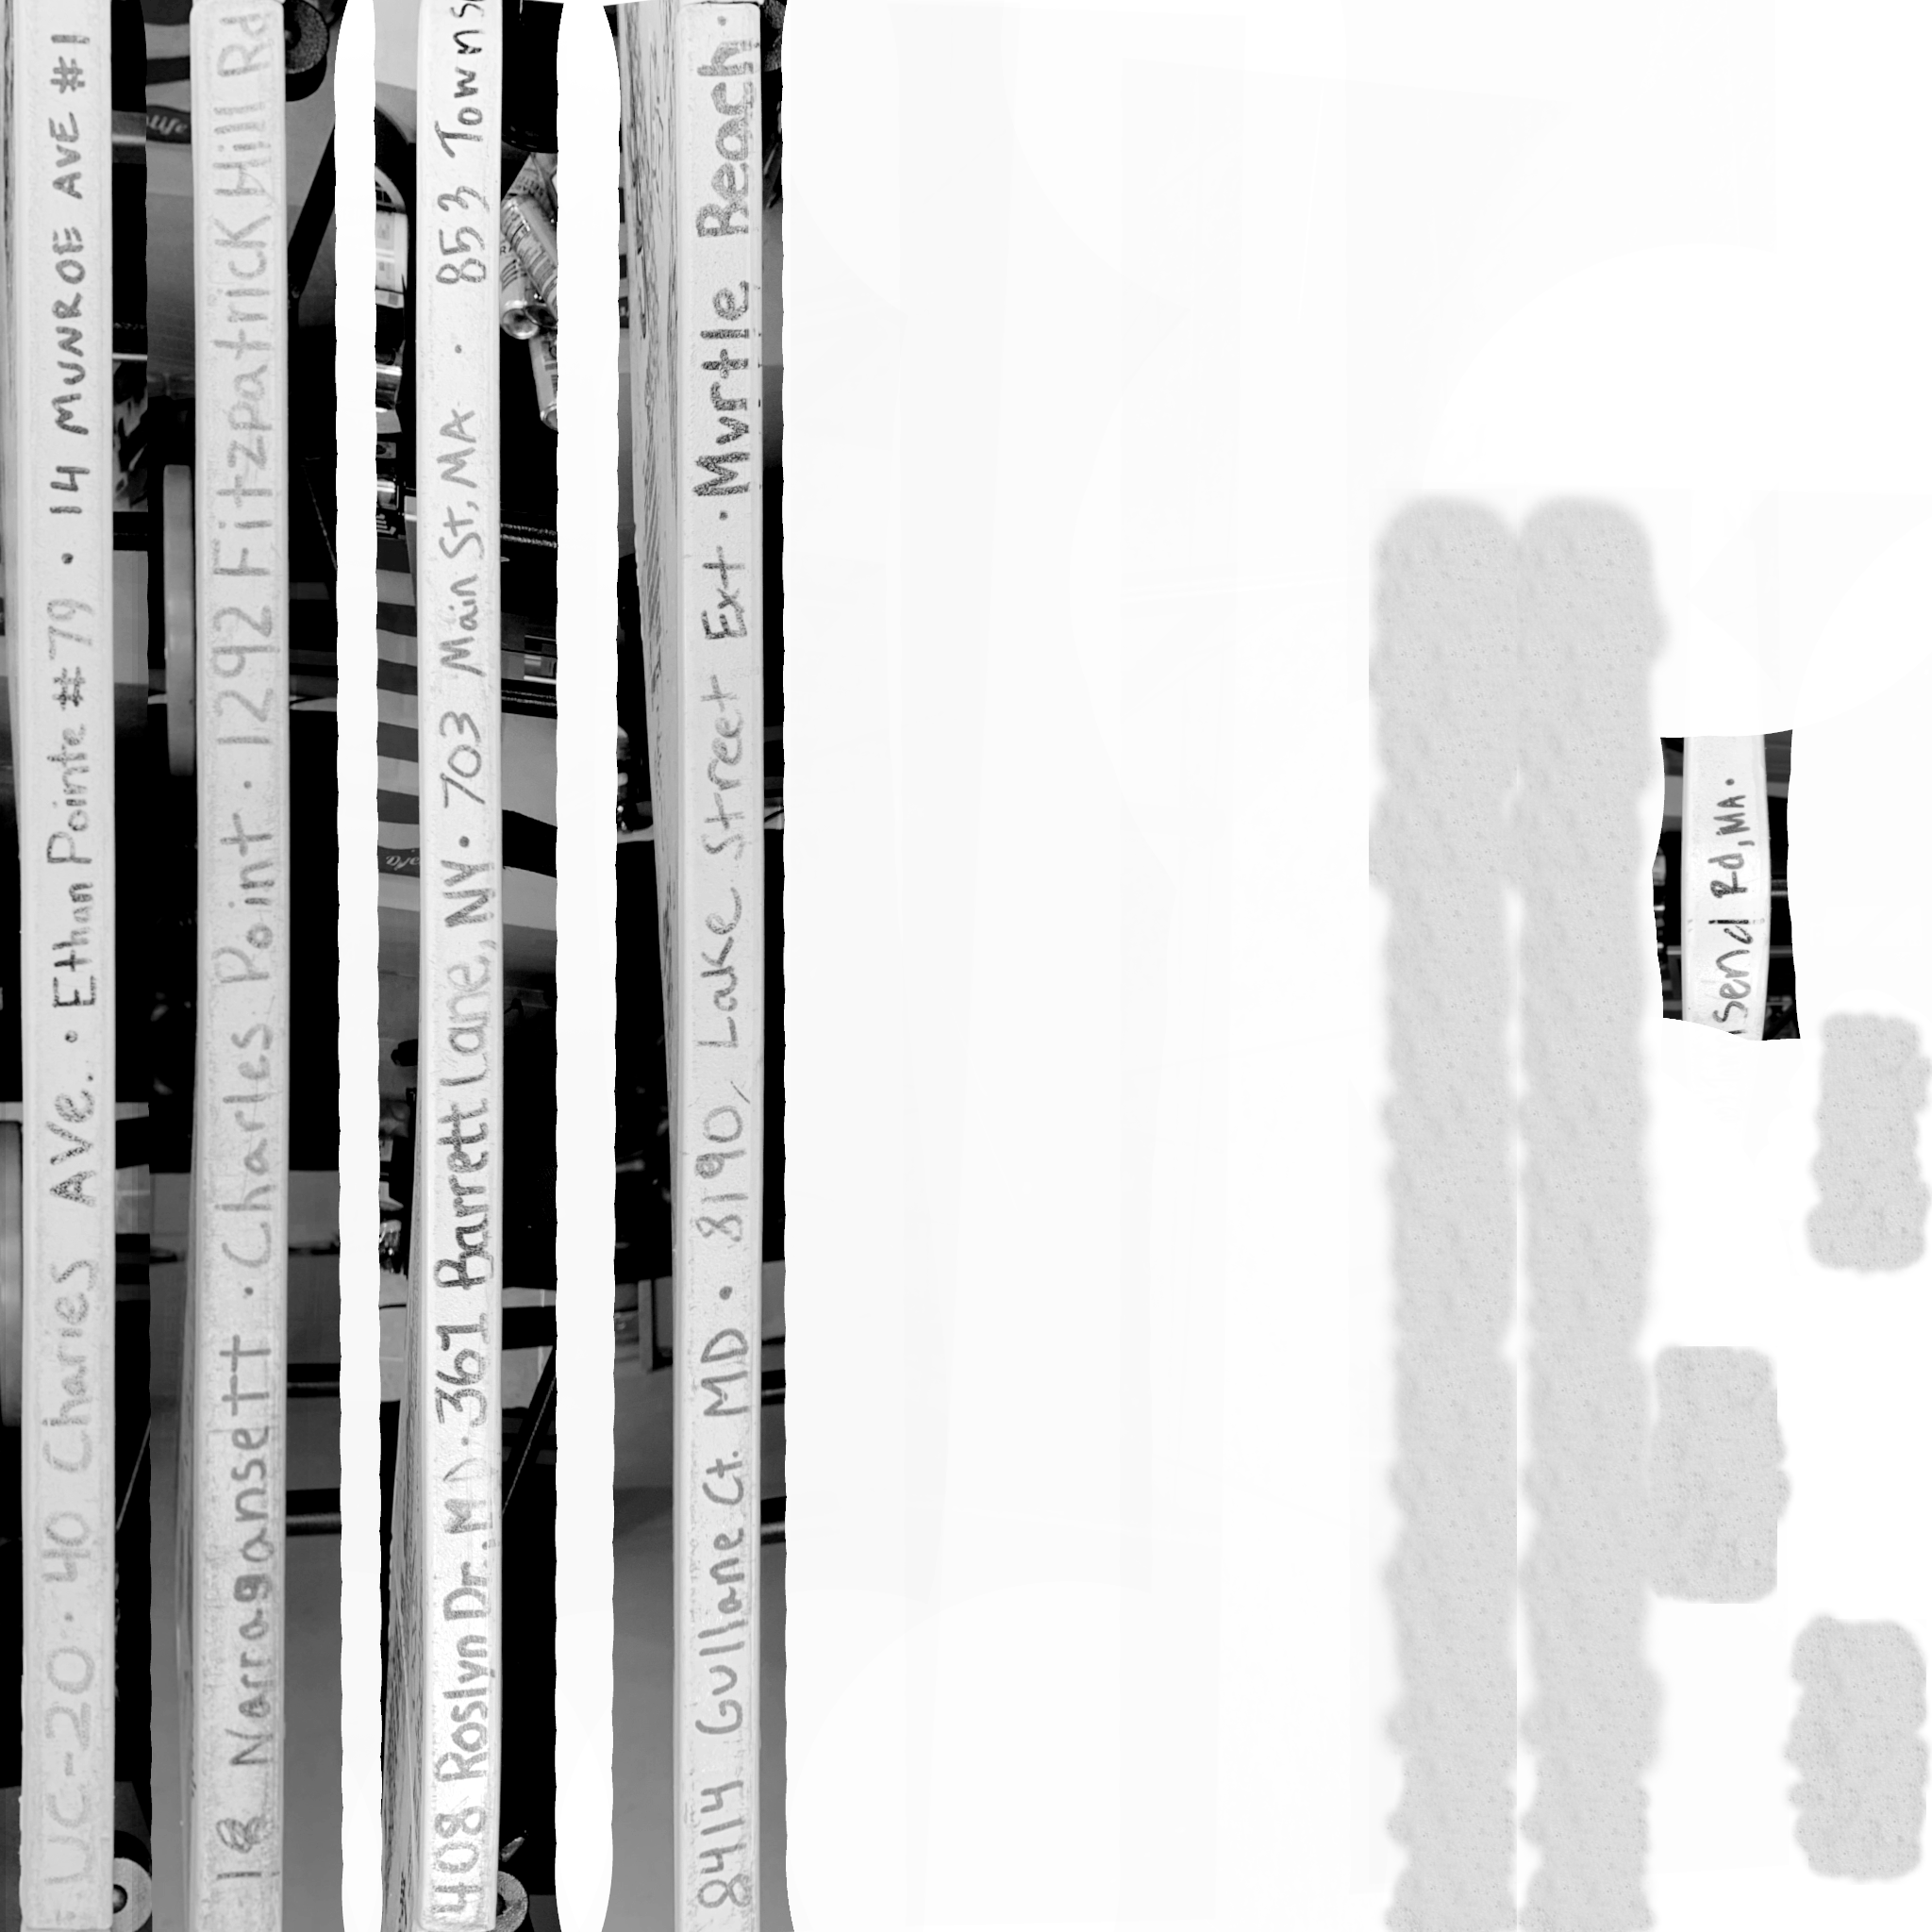 UC-20 · 40 Charles AVe. · Ethan Pointe #79 · 14 MUNROE AVE #1
18 Narragansett · Charles Point · 1292 Fitzpatrick Hill Rd
408 Roslyn Dr. MD · 361 Barrett Lane, NY · 703 Main St, MA · 853 Towns
8414 Gullane Ct. MD · 8190, Lake Street Ext · Myrtle Beach ·
send Rd, MA ·